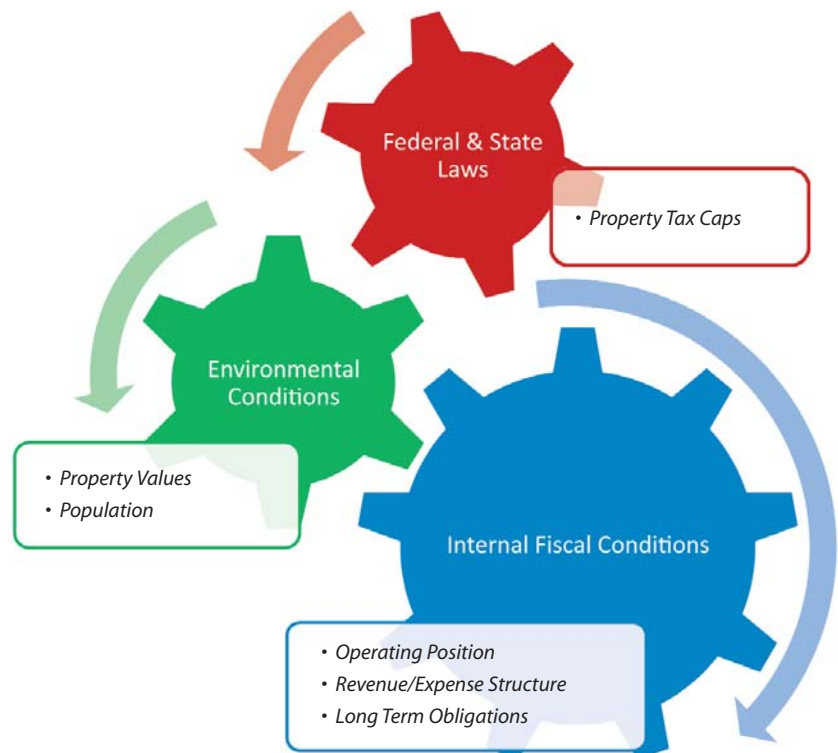 Federal & State
Laws
• Property Tax Caps
Environmental
Conditions
• Property Values
• Population
Internal Fiscal Conditions
• Operating Position
• Revenue/Expense Structure
• Long Term Obligations